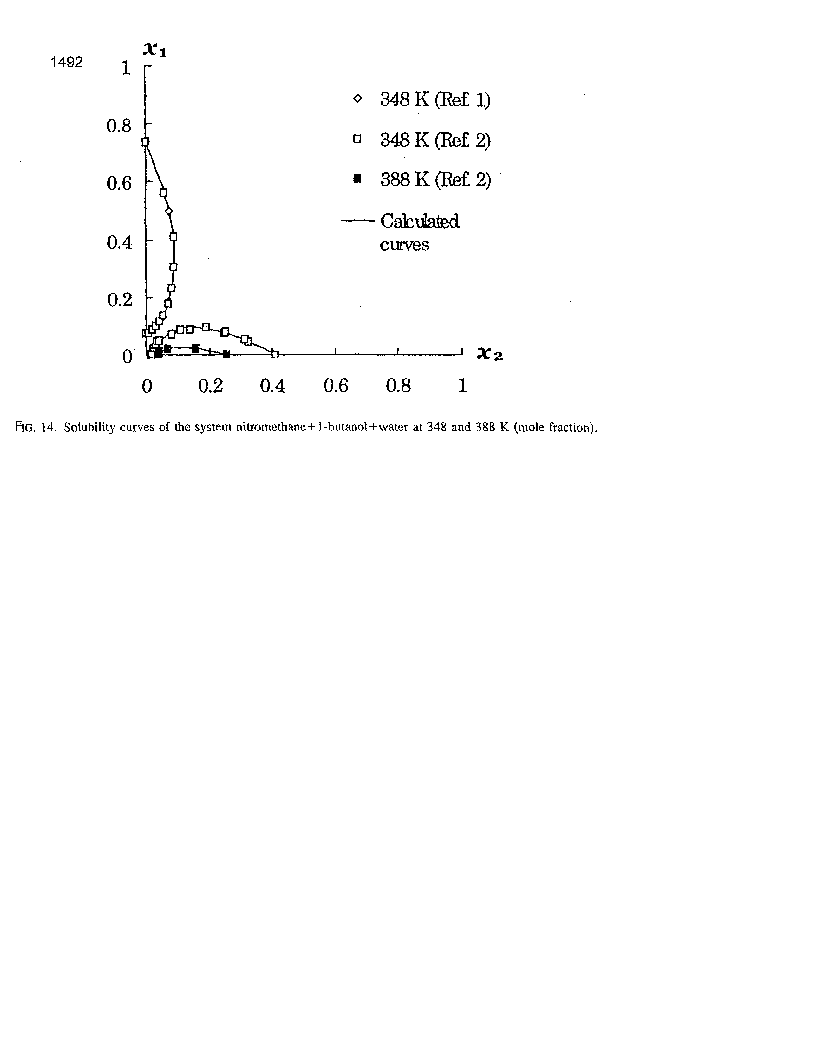 1492
x1
1
0.8
0.6
0.4
0.2
0
◇ 348 K (Ref. 1)
□ 348 K (Ref. 2)
■ 388 K (Ref. 2)
— Calculated
curves
x2
0 0.2 0.4 0.6 0.8 1
FIG. 14. Solubility curves of the system nitromethane+1-butanol+water at 348 and 388 K (mole fraction).